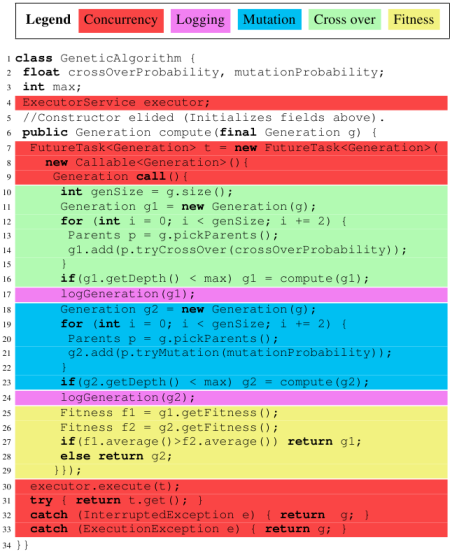 Legend Concurrency Logging Mutation Cross over Fitness
1 class GeneticAlgorithm {
2 float crossOverProbability, mutationProbability;
3 int max;
4 ExecutorService executor;
5 //Constructor elided (Initializes fields above).
6 public Generation compute(final Generation g) {
7 FutureTask<Generation> t = new FutureTask<Generation>(
8 new Callable<Generation>(){
9 Generation call(){
10 int genSize = g.size();
11 Generation g1 = new Generation(g);
12 for (int i = 0; i < genSize; i += 2) {
13 Parents p = g.pickParents();
14 g1.add(p.tryCrossOver(crossOverProbability));
15 }
16 if(g1.getDepth() < max) g1 = compute(g1);
17 logGeneration(g1);
18 Generation g2 = new Generation(g);
19 for (int i = 0; i < genSize; i += 2) {
20 Parents p = g.pickParents();
21 g2.add(p.tryMutation(mutationProbability));
22 }
23 if(g2.getDepth() < max) g2 = compute(g2);
24 logGeneration(g2);
25 Fitness f1 = g1.getFitness();
26 Fitness f2 = g2.getFitness();
27 if(f1.average()>f2.average()) return g1;
28 else return g2;
29 }});
30 executor.execute(t);
31 try { return t.get(); }
32 catch (InterruptedException e) { return g; }
33 catch (ExecutionException e) { return g; }
34 }}